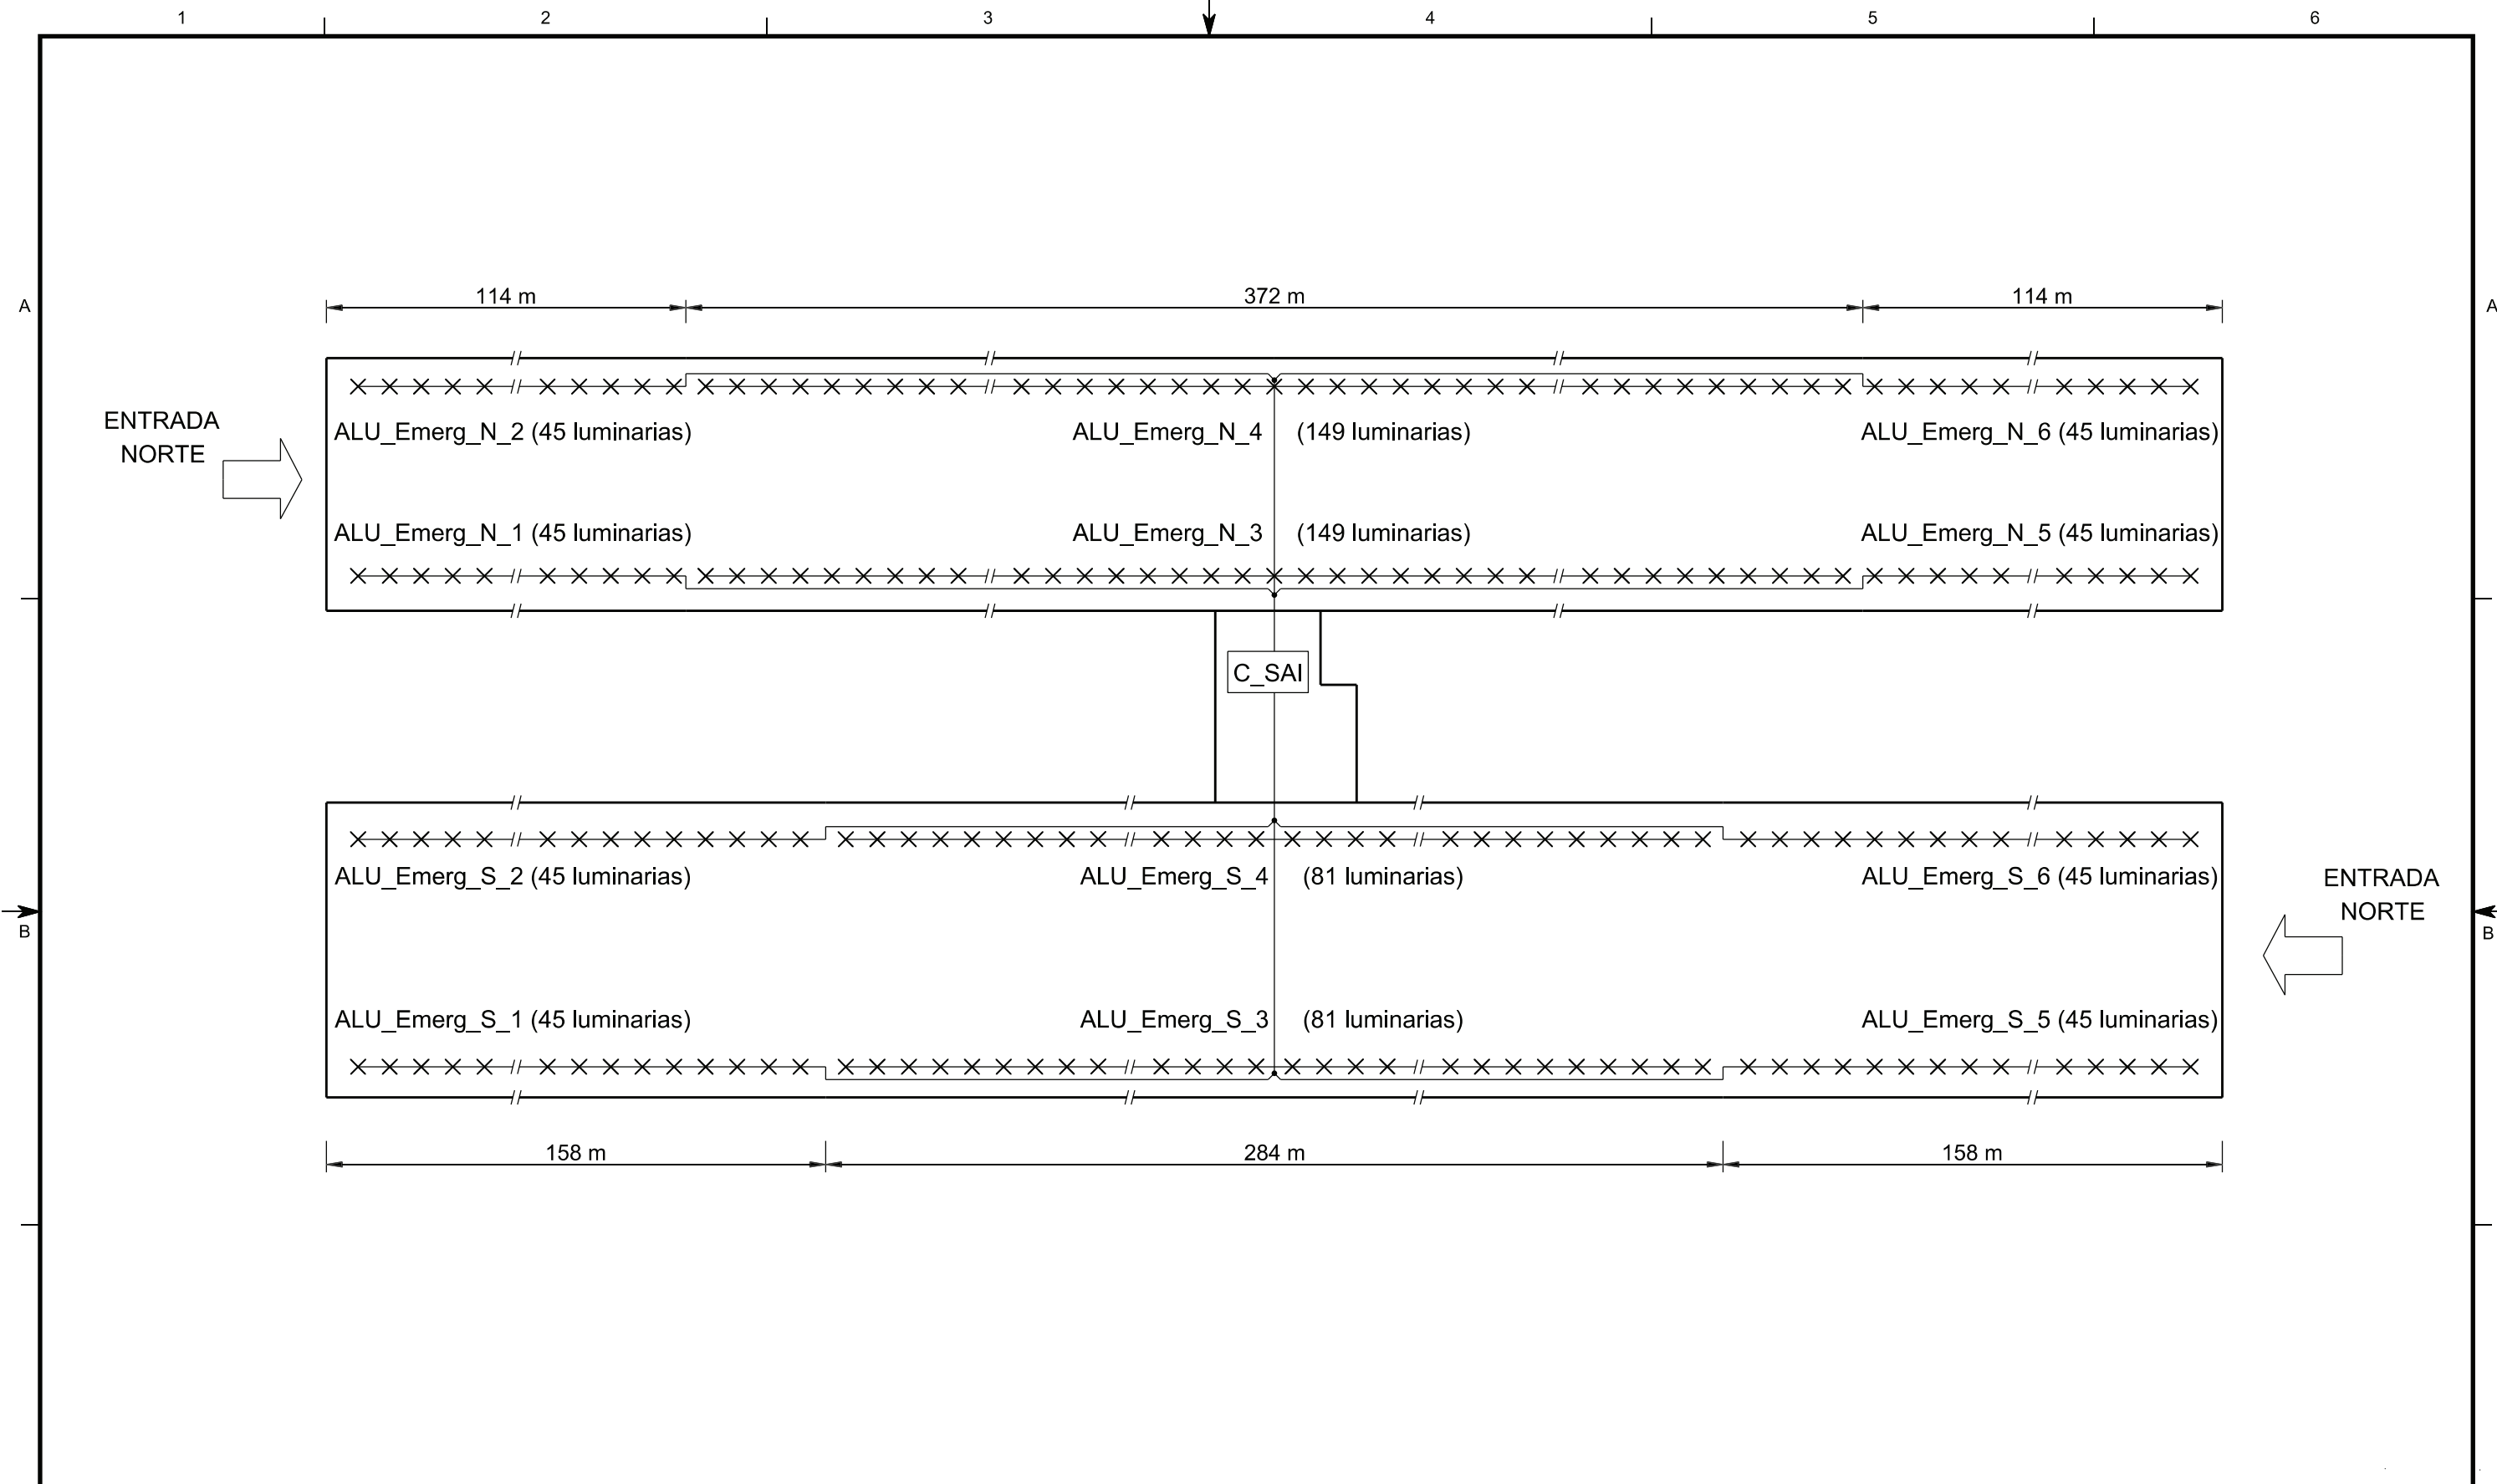 1 2 3 4 5 6
114 m 372 m 114 m
A A
ENTRADA
NORTE
ALU_Emerg_N_2 (45 luminarias) ALU_Emerg_N_4 (149 luminarias) ALU_Emerg_N_6 (45 luminarias)
ALU_Emerg_N_1 (45 luminarias) ALU_Emerg_N_3 (149 luminarias) ALU_Emerg_N_5 (45 luminarias)
C_SAI
ALU_Emerg_S_2 (45 luminarias) ALU_Emerg_S_4 (81 luminarias) ALU_Emerg_S_6 (45 luminarias)
ENTRADA
NORTE
B B
ALU_Emerg_S_1 (45 luminarias) ALU_Emerg_S_3 (81 luminarias) ALU_Emerg_S_5 (45 luminarias)
158 m 284 m 158 m